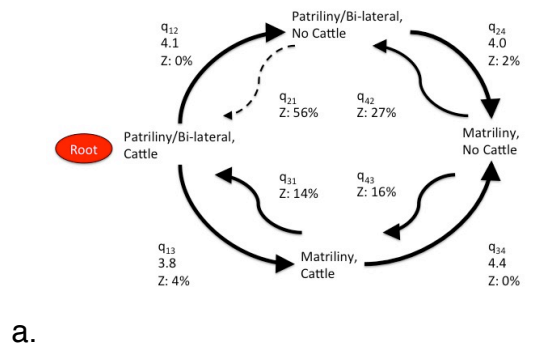 q12
4.1
Z: 0%
Patriliny/Bi-lateral,
No Cattle
q24
4.0
Z: 2%
q21
Z: 56%
q42
Z: 27%
Root
Patriliny/Bi-lateral,
Cattle
Matriliny,
No Cattle
q31
Z: 14%
q43
Z: 16%
q13
3.8
Z: 4%
Matriliny,
Cattle
q34
4.4
Z: 0%
a.